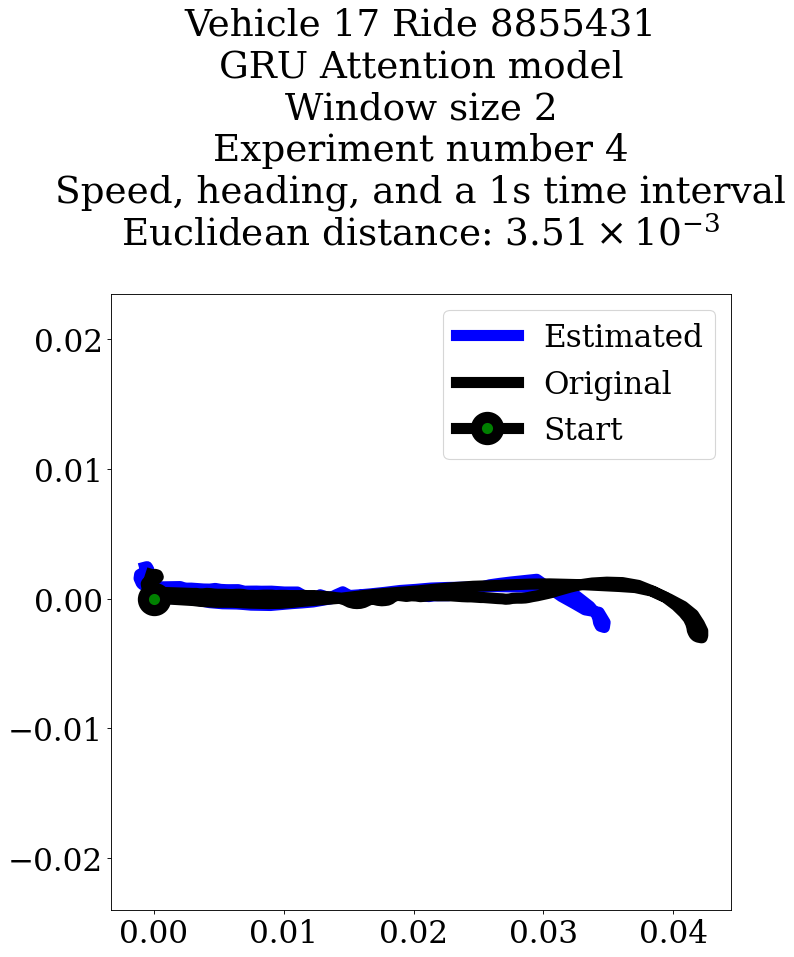 Vehicle 17 Ride 8855431
GRU Attention model
Window size 2
Experiment number 4
Speed, heading, and a 1s time interval
Euclidean distance: 3.51 × 10⁻³
Estimated
Original
Start
0.02
0.01
0.00
−0.01
−0.02
0.00 0.01 0.02 0.03 0.04